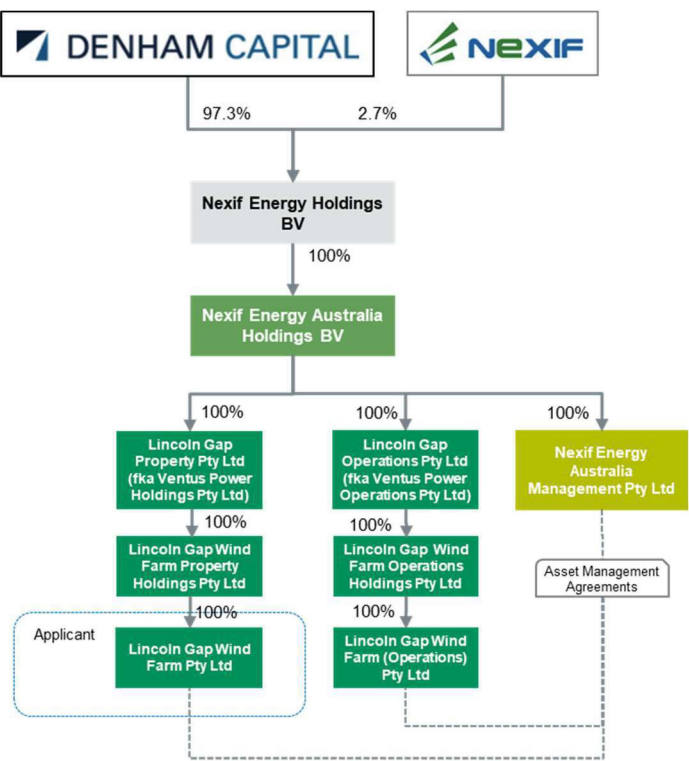 DENHAM CAPITAL
NEXIF
97.3%
2.7%
Nexif Energy Holdings
BV
100%
Nexif Energy Australia
Holdings BV
100%
100%
100%
Lincoln Gap
Property Pty Ltd
(fka Ventus Power
Holdings Pty Ltd)
Lincoln Gap
Operations Pty Ltd
(fka Ventus Power
Operations Pty Ltd)
Nexif Energy
Australia
Management Pty Ltd
100%
100%
Lincoln Gap Wind
Farm Property
Holdings Pty Ltd
Lincoln Gap Wind
Farm Operations
Holdings Pty Ltd
Asset Management
Agreements
100%
100%
Applicant
Lincoln Gap Wind
Farm Pty Ltd
Lincoln Gap Wind
Farm (Operations)
Pty Ltd